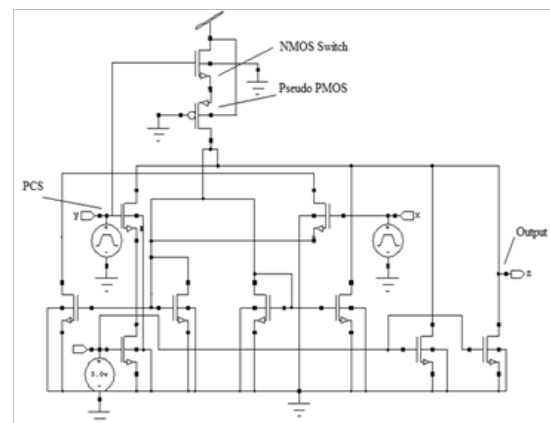 NMOS Switch
Pseudo PMOS
PCS
y
x
Output
z
5.0v